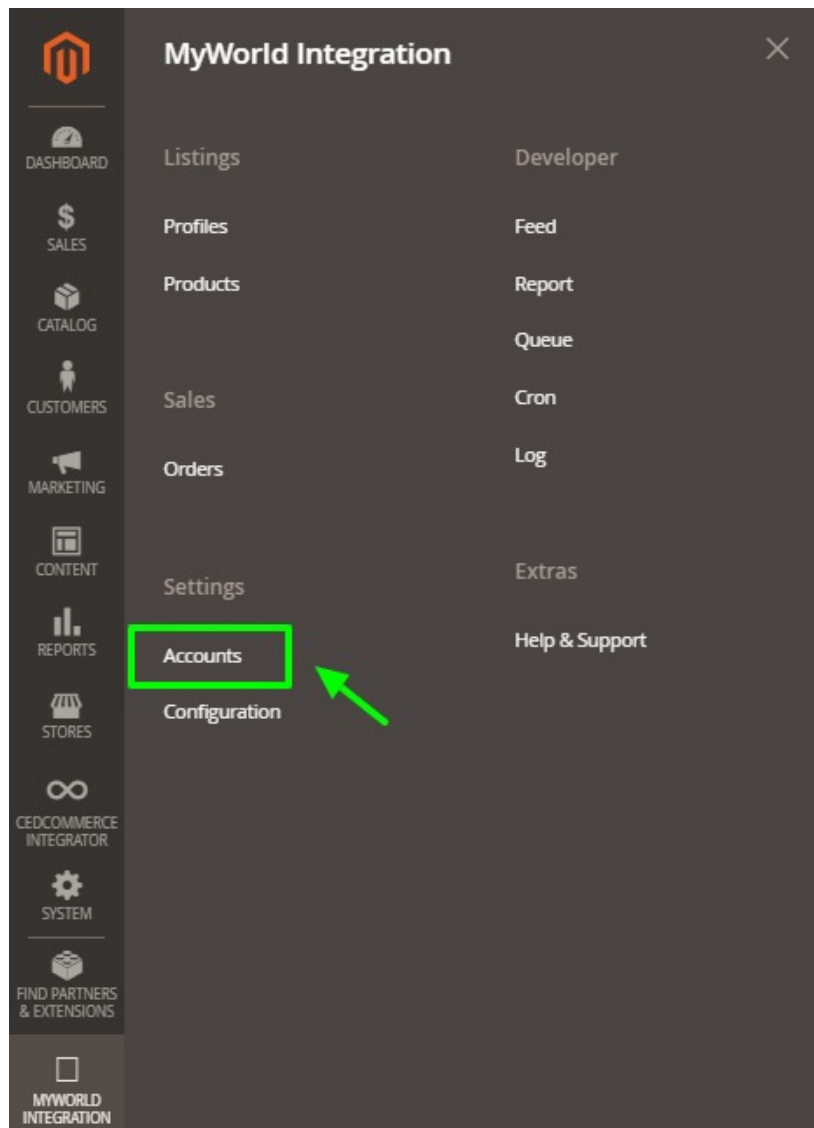 DASHBOARD
SALES
CATALOG
CUSTOMERS
MARKETING
CONTENT
REPORTS
STORES
CEDCOMMERCE
INTEGRATOR
SYSTEM
FIND PARTNERS
& EXTENSIONS
MYWORLD
INTEGRATION
MyWorld Integration
Listings
Profiles
Products
Sales
Orders
Settings
Accounts
Configuration
Developer
Feed
Report
Queue
Cron
Log
Extras
Help & Support